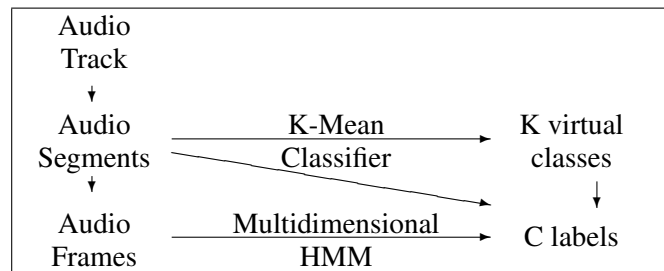 Audio
Track
Audio
Segments
K-Mean
Classifier
K virtual
classes
Audio
Frames
Multidimensional
HMM
C labels